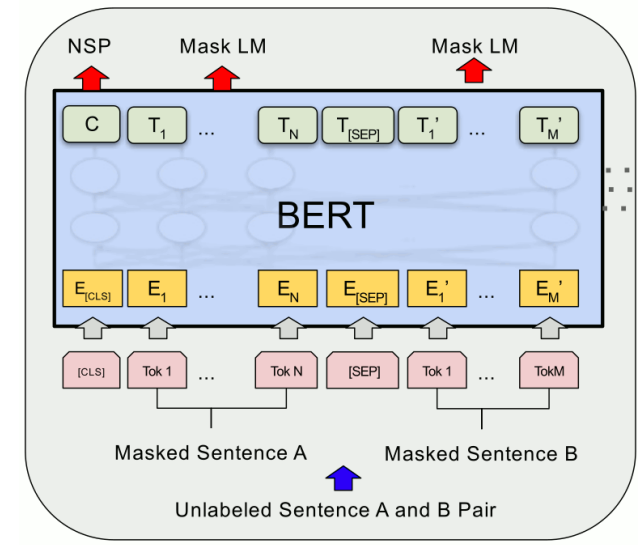 NSP Mask LM Mask LM
C T1 ... TN T[SEP] T1' ... TM'
BERT
E[CLS] E1 ... EN E[SEP] E1' ... EM'
[CLS] Tok 1 ... Tok N [SEP] Tok 1 ... TokM
Masked Sentence A Masked Sentence B
Unlabeled Sentence A and B Pair